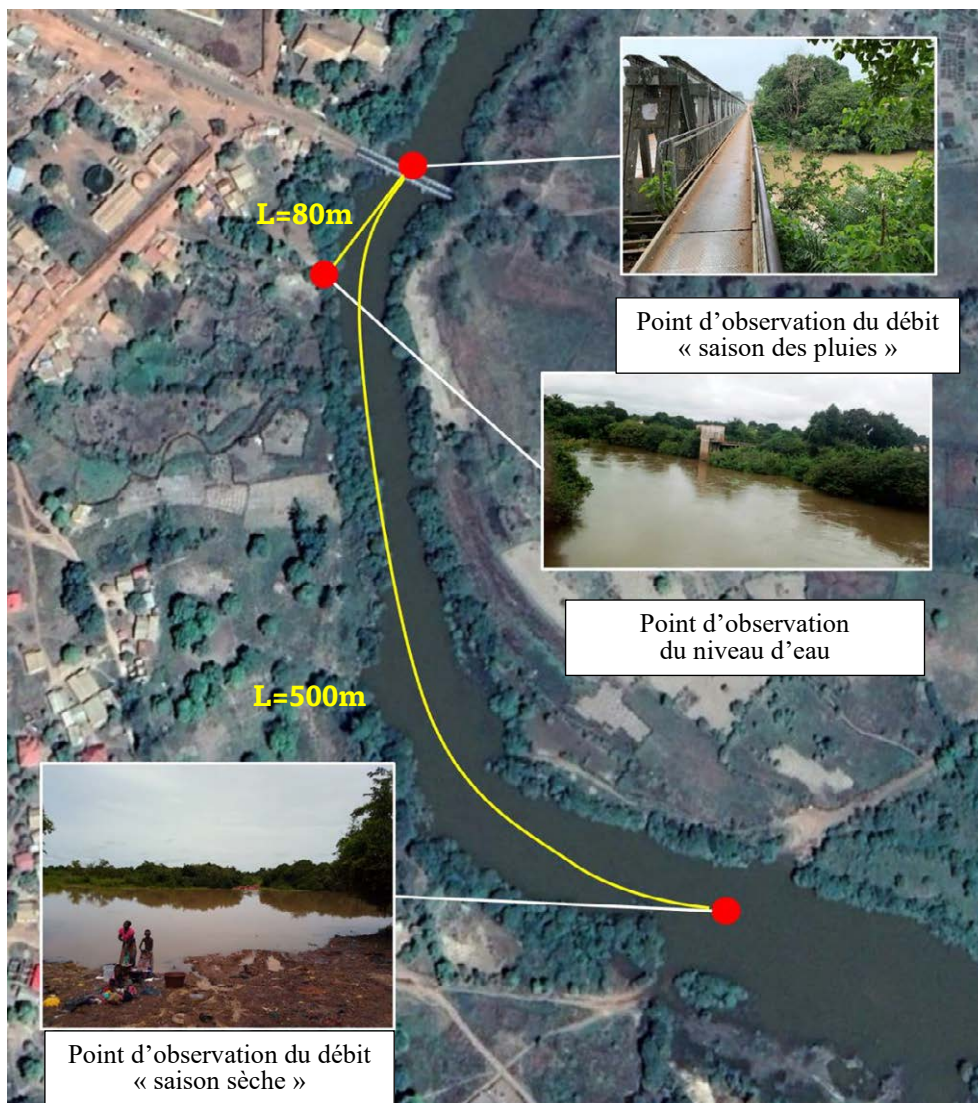 L=80m
Point d’observation du débit
« saison des pluies »
Point d’observation
du niveau d’eau
L=500m
Point d’observation du débit
« saison sèche »